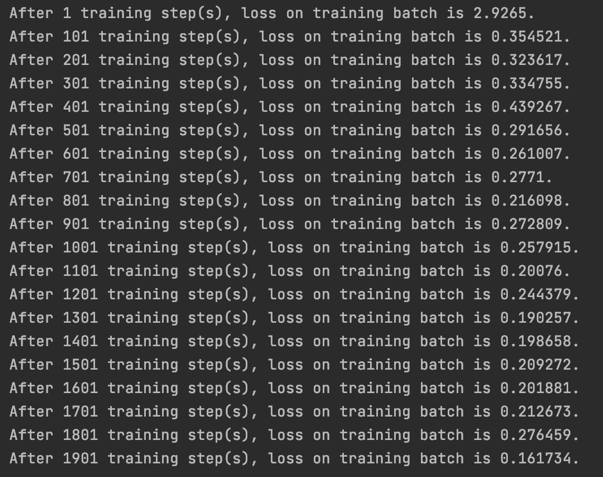 After 1 training step(s), loss on training batch is 2.9265.
After 101 training step(s), loss on training batch is 0.354521.
After 201 training step(s), loss on training batch is 0.323617.
After 301 training step(s), loss on training batch is 0.334755.
After 401 training step(s), loss on training batch is 0.439267.
After 501 training step(s), loss on training batch is 0.291656.
After 601 training step(s), loss on training batch is 0.261007.
After 701 training step(s), loss on training batch is 0.2771.
After 801 training step(s), loss on training batch is 0.216098.
After 901 training step(s), loss on training batch is 0.272809.
After 1001 training step(s), loss on training batch is 0.257915.
After 1101 training step(s), loss on training batch is 0.20076.
After 1201 training step(s), loss on training batch is 0.244379.
After 1301 training step(s), loss on training batch is 0.190257.
After 1401 training step(s), loss on training batch is 0.198658.
After 1501 training step(s), loss on training batch is 0.209272.
After 1601 training step(s), loss on training batch is 0.201881.
After 1701 training step(s), loss on training batch is 0.212673.
After 1801 training step(s), loss on training batch is 0.276459.
After 1901 training step(s), loss on training batch is 0.161734.